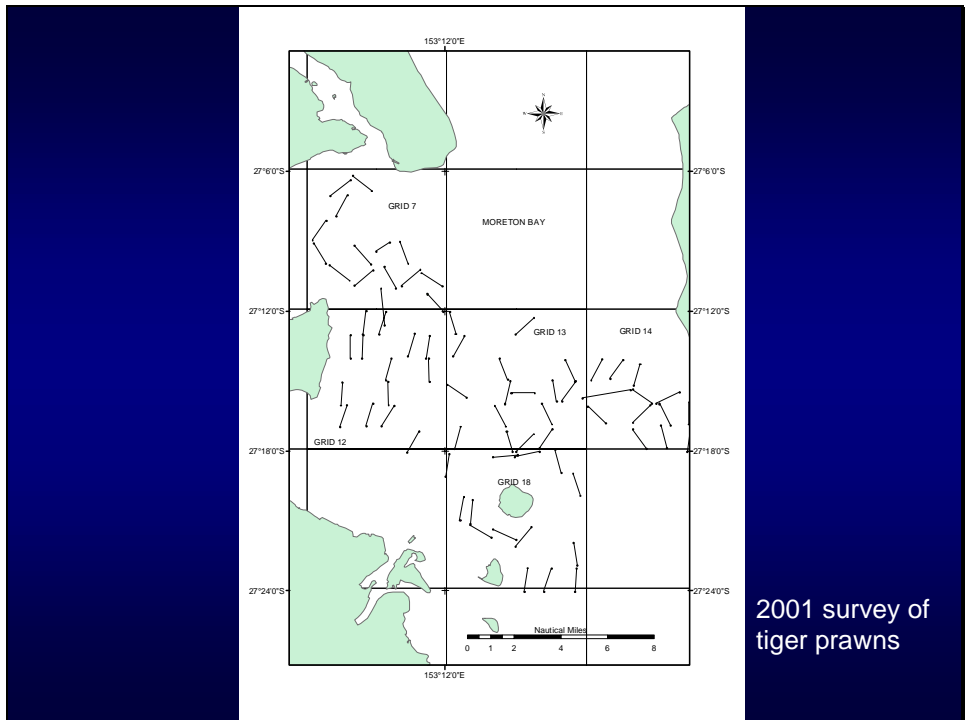 153°12'0"E
N
W
E
S
27°6'0"S
27°6'0"S
GRID 7
MORETON BAY
27°12'0"S
27°12'0"S
GRID 13
GRID 14
GRID 12
27°18'0"S
27°18'0"S
GRID 18
27°24'0"S
27°24'0"S
Nautical Miles
0 1 2 4 6 8
153°12'0"E
2001 survey of
tiger prawns